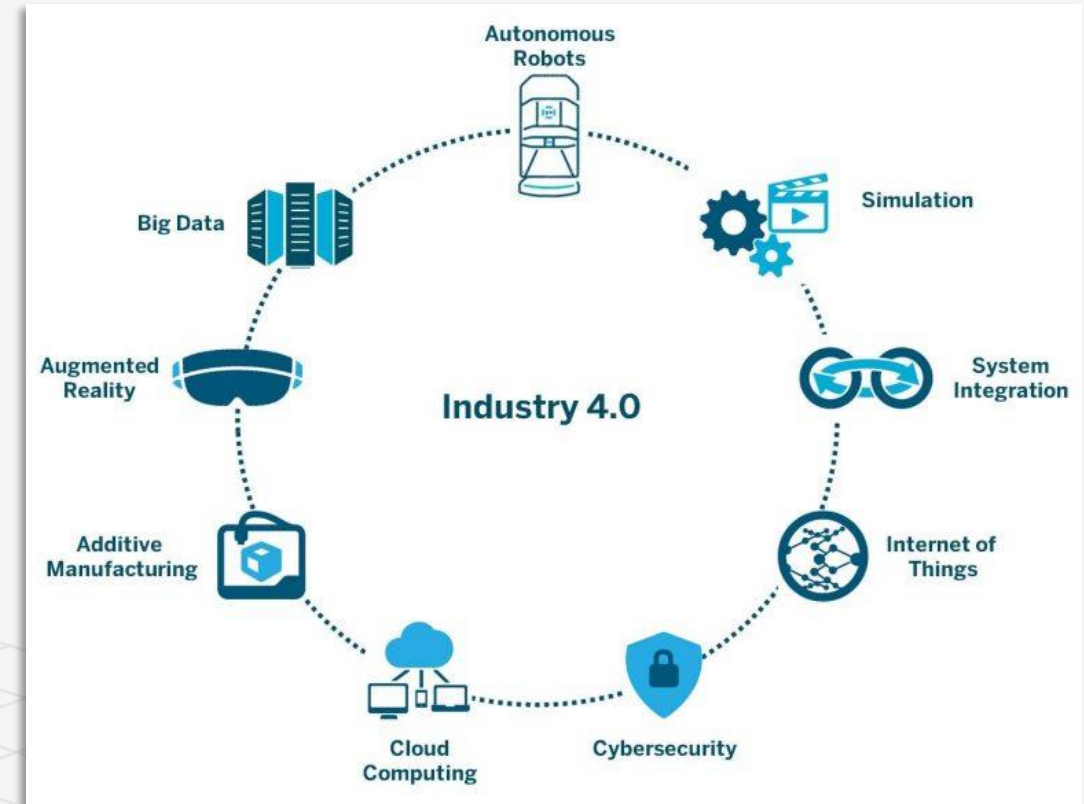 Autonomous
Robots
Simulation
Big Data
System
Integration
Augmented
Reality
Industry 4.0
Internet of
Things
Additive
Manufacturing
Cybersecurity
Cloud
Computing